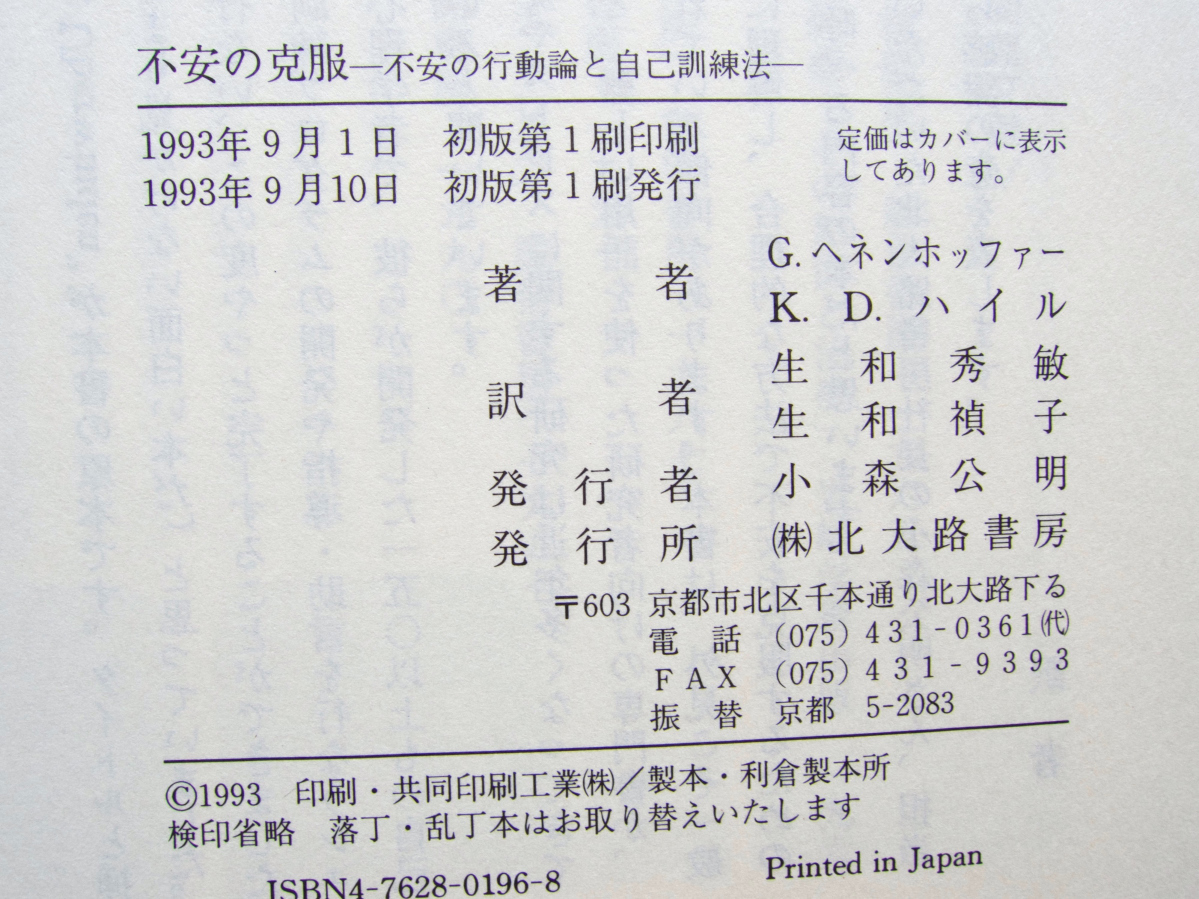 不安の克服―不安の行動論と自己訓練法―
1993年9月1日 初版第1刷印刷
1993年9月10日 初版第1刷発行
定価はカバーに表示
してあります。
著者 G.ヘネンホッファー
K. D. ハイル
訳者 生和秀敏
生和禎子
発行者 小森公明
発行所 ㈱北大路書房
〒603 京都市北区千本通り北大路下る
電話 (075) 431-0361㈹
FAX (075) 431-9393
振替 京都 5-2083
©1993 印刷・共同印刷工業㈱/製本・利倉製本所
検印省略 落丁・乱丁本はお取り替えいたします
ISBN4-7628-0196-8
Printed in Japan